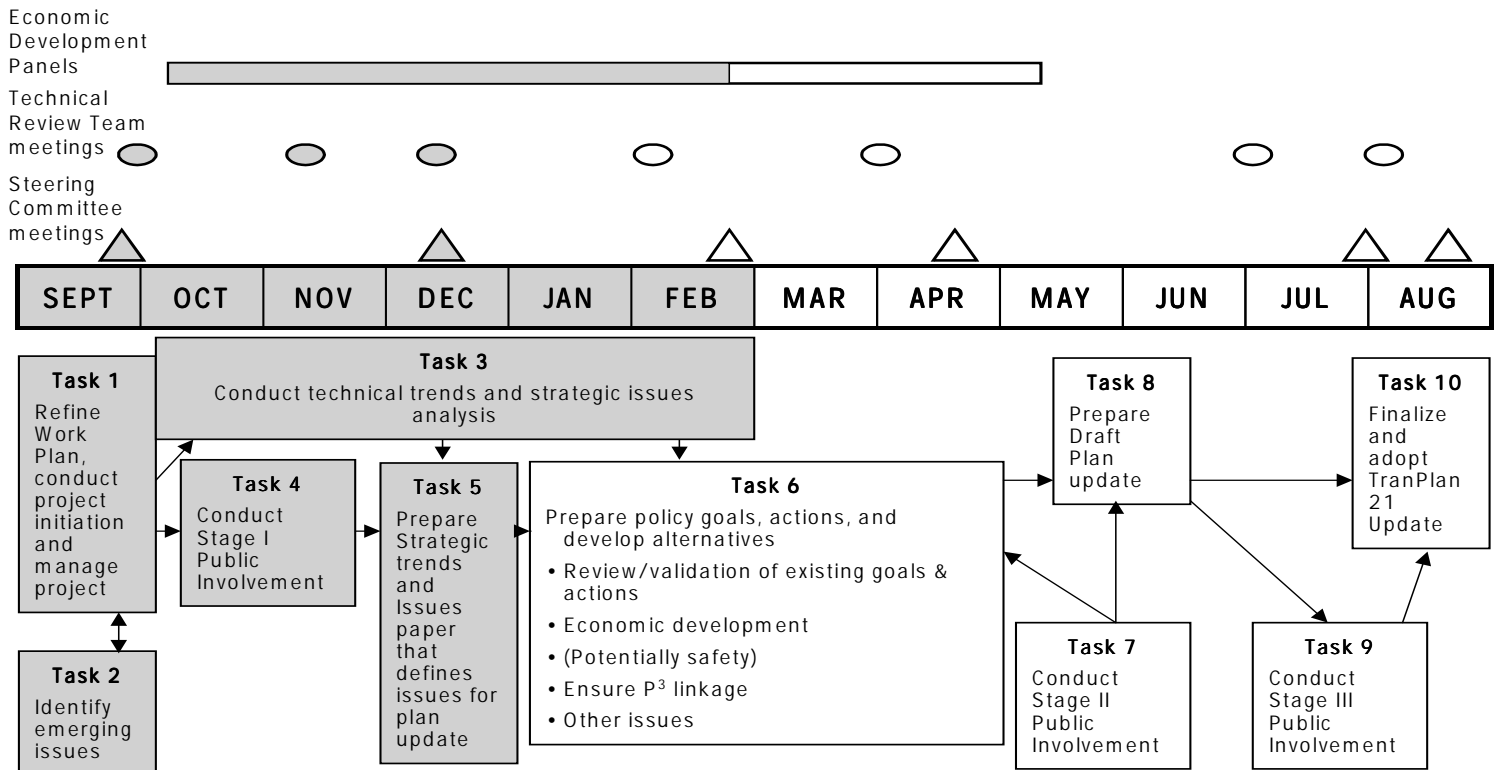 Economic
Development
Panels
Technical
Review Team
meetings
Steering
Committee
meetings
SEPT OCT NOV DEC JAN FEB MAR APR MAY JUN JUL AUG
Task 1
Refine
Work
Plan,
conduct
project
initiation
and
manage
project
Task 2
Identify
emerging
issues
Task 3
Conduct technical trends and strategic issues
analysis
Task 4
Conduct
Stage I
Public
Involvement
Task 5
Prepare
Strategic
trends
and
Issues
paper
that
defines
issues for
plan
update
Task 6
Prepare policy goals, actions, and
develop alternatives
• Review/validation of existing goals &
actions
• Economic development
• (Potentially safety)
• Ensure P³ linkage
• Other issues
Task 7
Conduct
Stage II
Public
Involvement
Task 8
Prepare
Draft
Plan
update
Task 9
Conduct
Stage III
Public
Involvement
Task 10
Finalize
and
adopt
TranPlan
21
Update